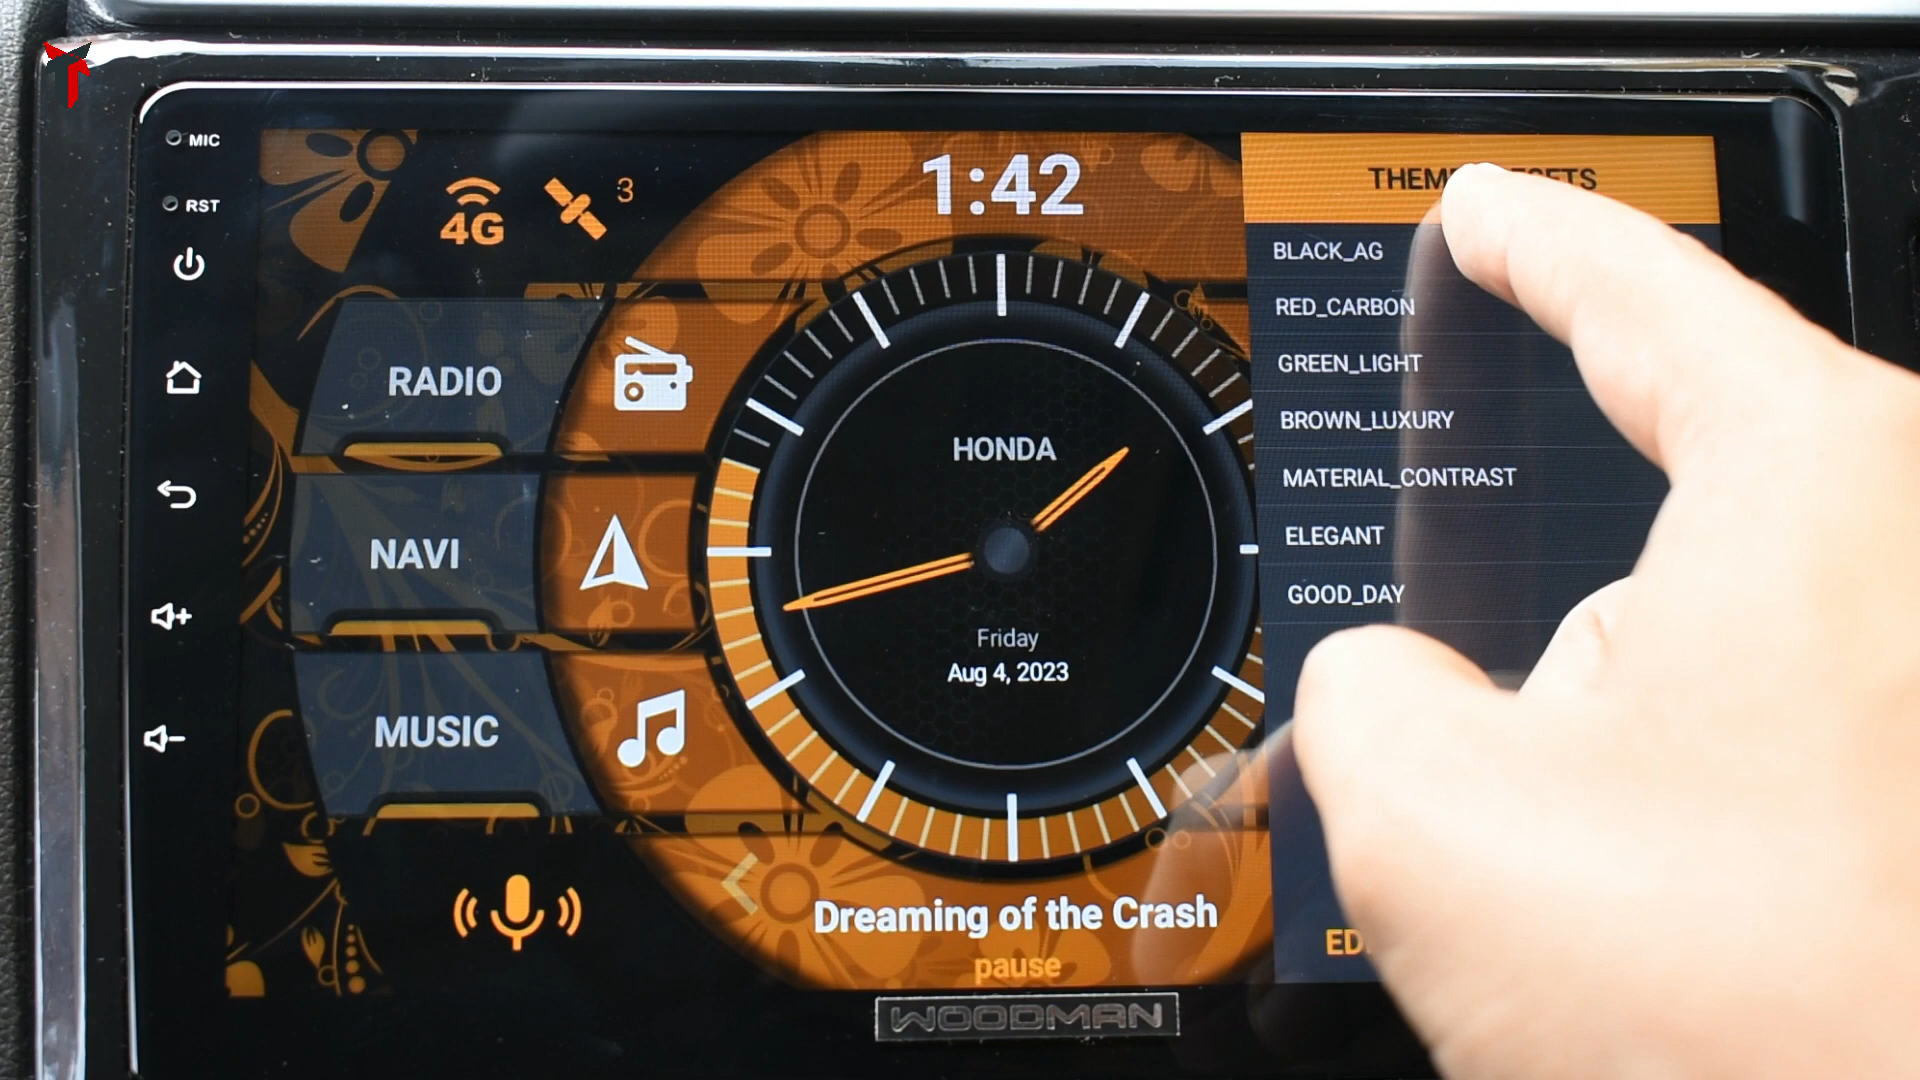 MIC
RST
4G
3
1:42
RADIO
NAVI
MUSIC
HONDA
Friday
Aug 4, 2023
Dreaming of the Crash
pause
BLACK_AG
RED_CARBON
GREEN_LIGHT
BROWN_LUXURY
MATERIAL_CONTRAST
ELEGANT
GOOD_DAY
WOODMAN